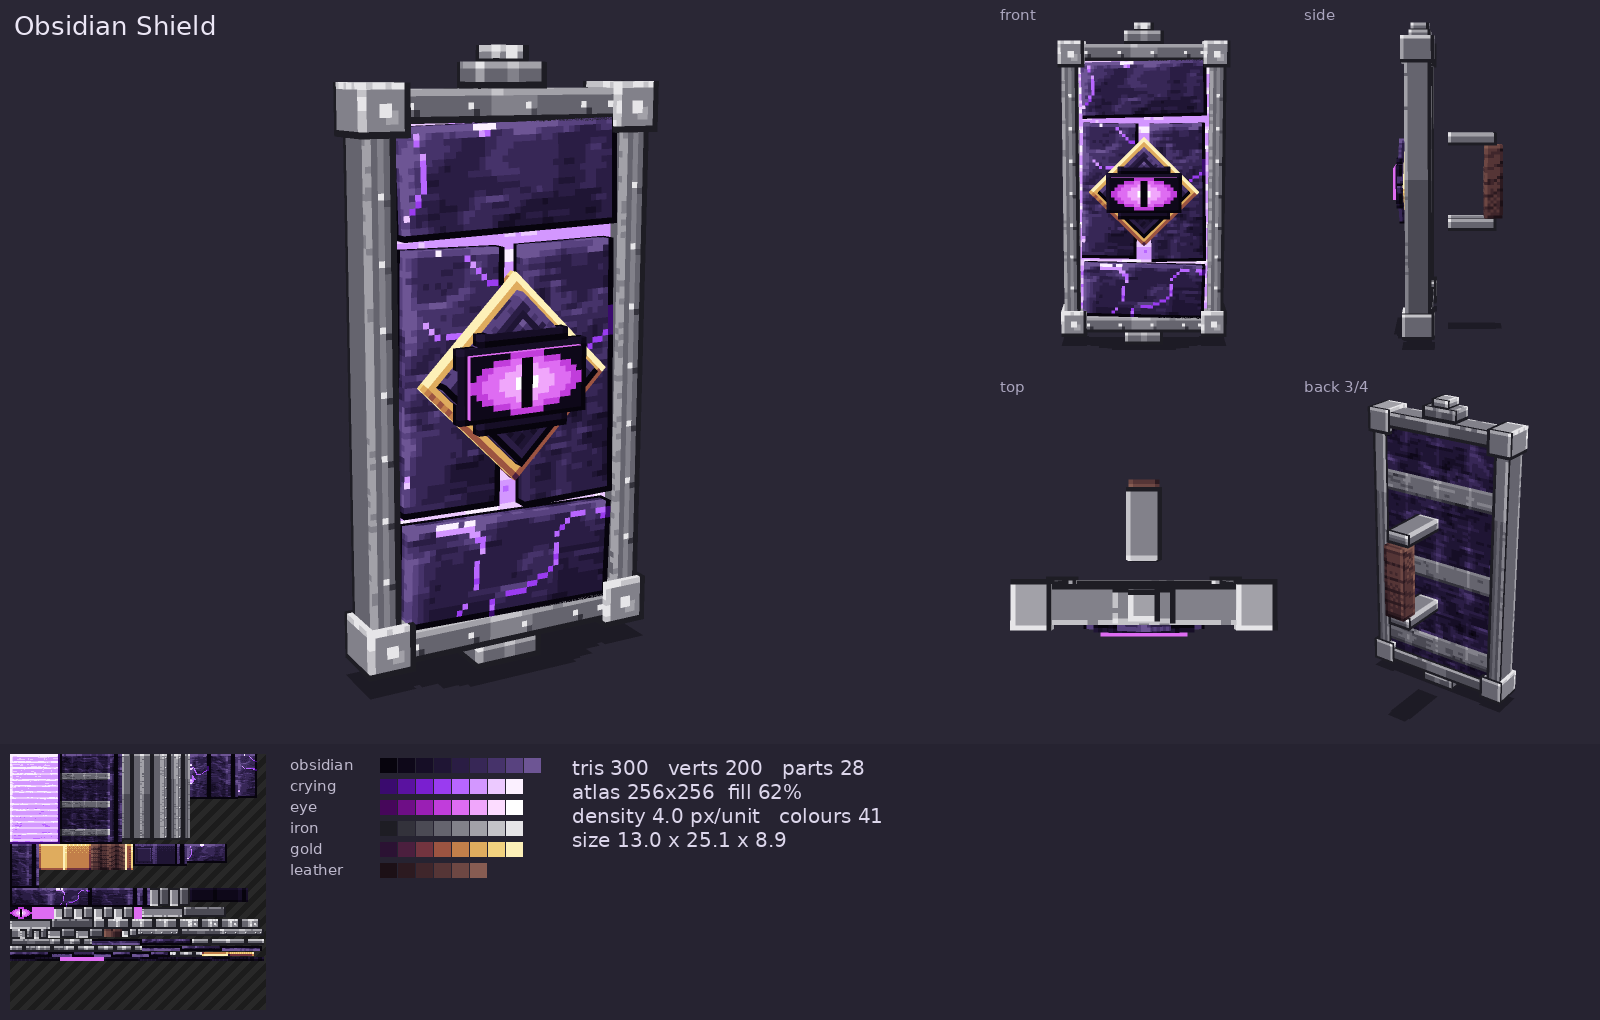 Obsidian Shield
front
side
top
back 3/4
obsidian
crying
eye
iron
gold
leather
tris 300   verts 200   parts 28
atlas 256x256   fill 62%
density 4.0 px/unit   colours 41
size 13.0 x 25.1 x 8.9